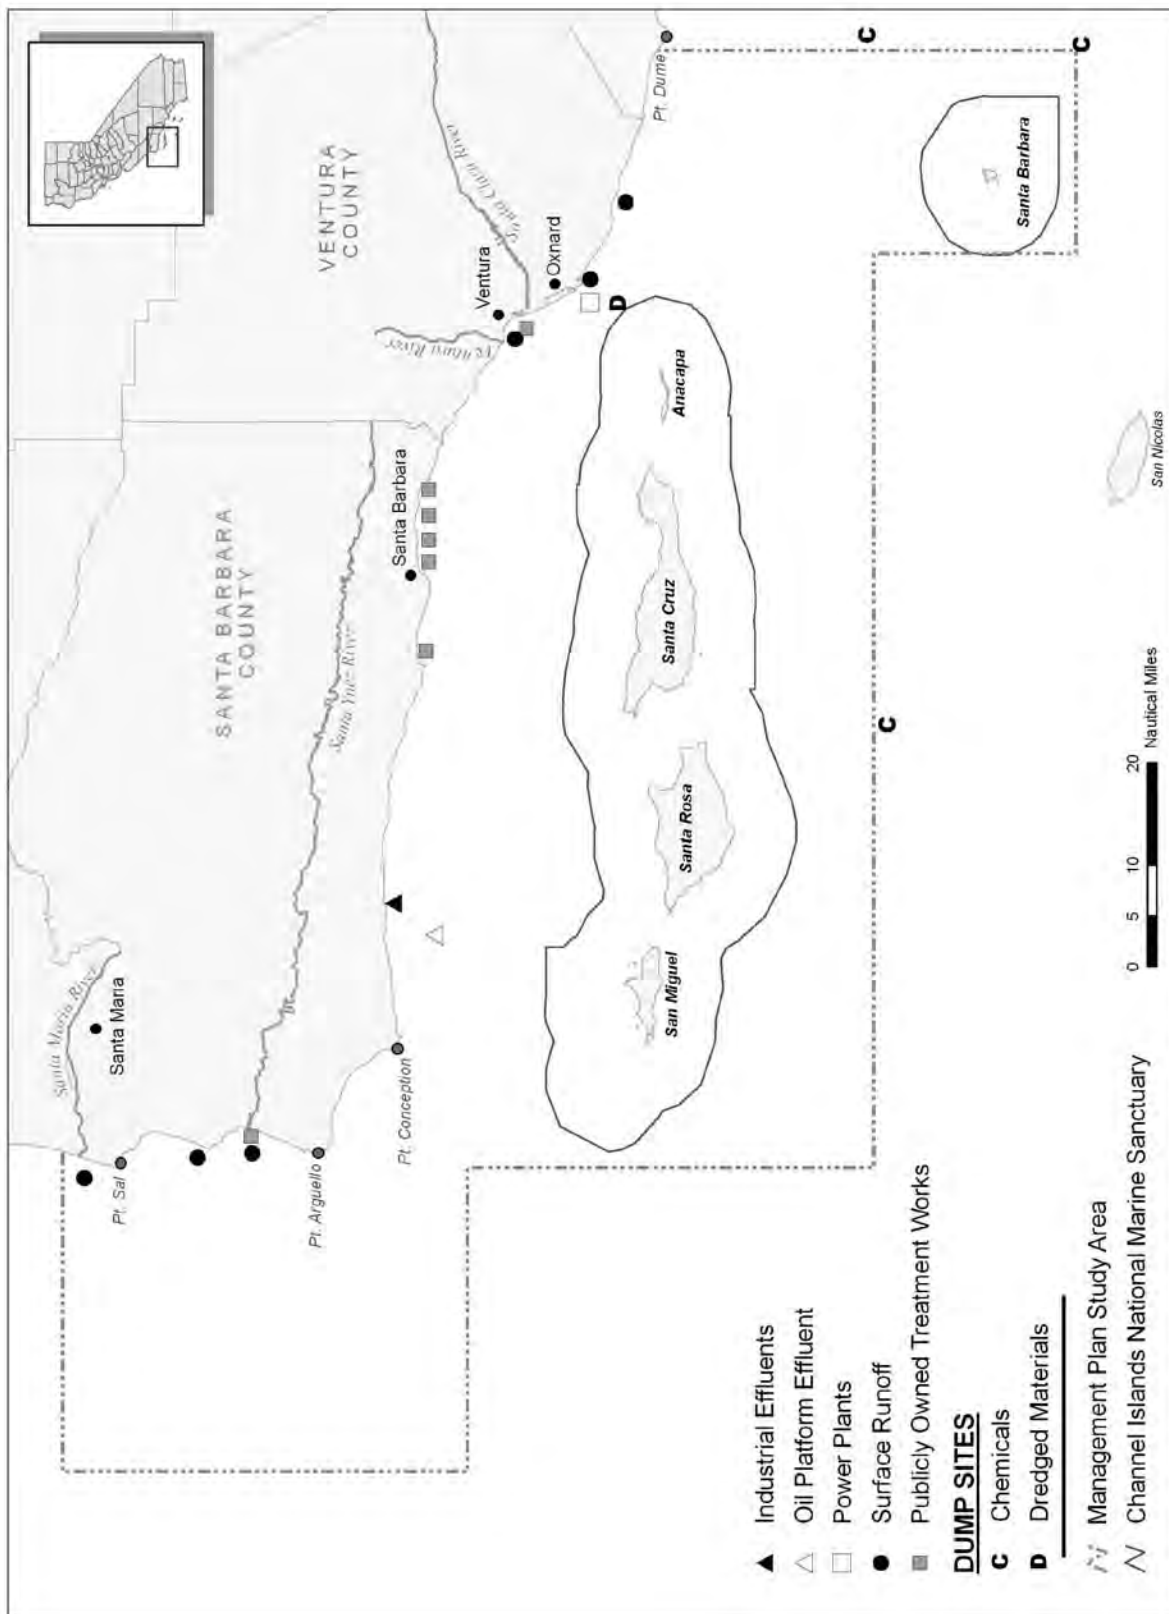 Santa Maria River
Santa Maria
Pt. Sal
SANTA BARBARA
COUNTY
Santa Ynez River
Pt. Arguello
Pt. Conception
Santa Barbara
VENTURA
COUNTY
Ventura River
Santa Clara River
Ventura
Oxnard
Pt. Dume
D
San Miguel
Santa Rosa
Santa Cruz
Anacapa
Santa Barbara
San Nicolas
C
C
C
Industrial Effluents
Oil Platform Effluent
Power Plants
Surface Runoff
Publicly Owned Treatment Works
DUMP SITES
C Chemicals
D Dredged Materials
Management Plan Study Area
Channel Islands National Marine Sanctuary
0 5 10 20
Nautical Miles